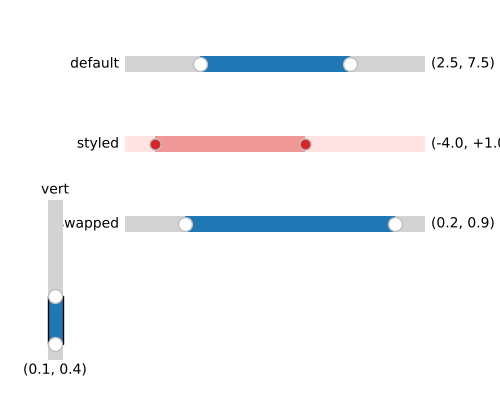 default (2.5, 7.5)
styled (-4.0, +1.0
vert
wapped (0.2, 0.9)
(0.1, 0.4)